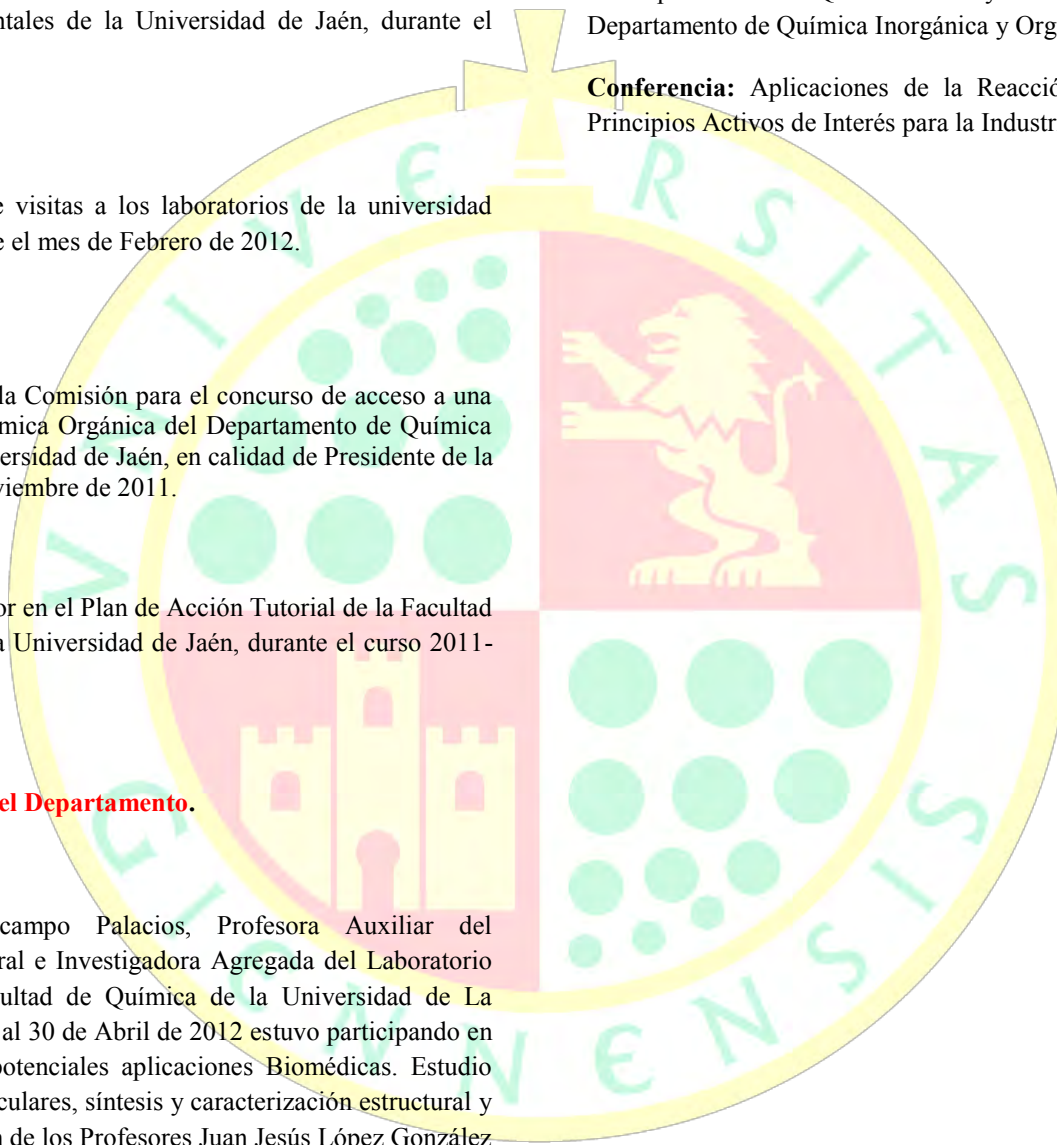 ntales de la Universidad de Jaén, durante el
e visitas a los laboratorios de la universidad
e el mes de Febrero de 2012.
la Comisión para el concurso de acceso a una
mica Orgánica del Departamento de Química
ersidad de Jaén, en calidad de Presidente de la
viembre de 2011.
or en el Plan de Acción Tutorial de la Facultad
a Universidad de Jaén, durante el curso 2011-
el Departamento.
campo Palacios, Profesora Auxiliar del
ral e Investigadora Agregada del Laboratorio
ultad de Química de la Universidad de La
al 30 de Abril de 2012 estuvo participando en
potenciales aplicaciones Biomédicas. Estudio
culares, síntesis y caracterización estructural y
n de los Profesores Juan Jesús López González
Departamento de Química Inorgánica y Org
Conferencia: Aplicaciones de la Reacció
Principios Activos de Interés para la Industr
VNIVERSITAS GIENNENSIS